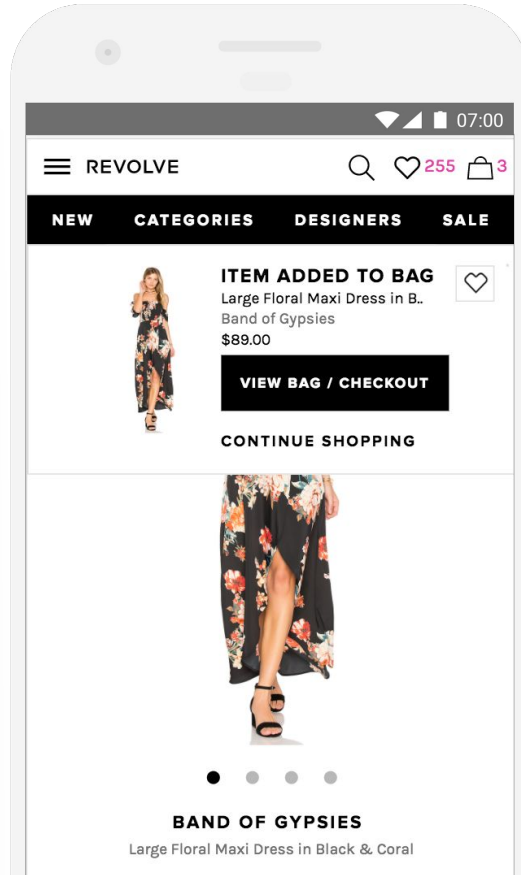 07:00
REVOLVE 255 3
NEW CATEGORIES DESIGNERS SALE
ITEM ADDED TO BAG
Large Floral Maxi Dress in B..
Band of Gypsies
$89.00
VIEW BAG / CHECKOUT
CONTINUE SHOPPING
BAND OF GYPSIES
Large Floral Maxi Dress in Black & Coral